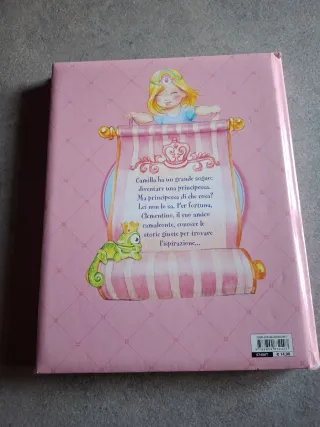 Camilla ha un grande sogno:
diventare una principessa.
Ma principessa di che cosa?
Lei non lo sa. Per fortuna,
Clementino, il suo amico
camaleonte, conosce le
storie giuste per trovare
l'ispirazione...